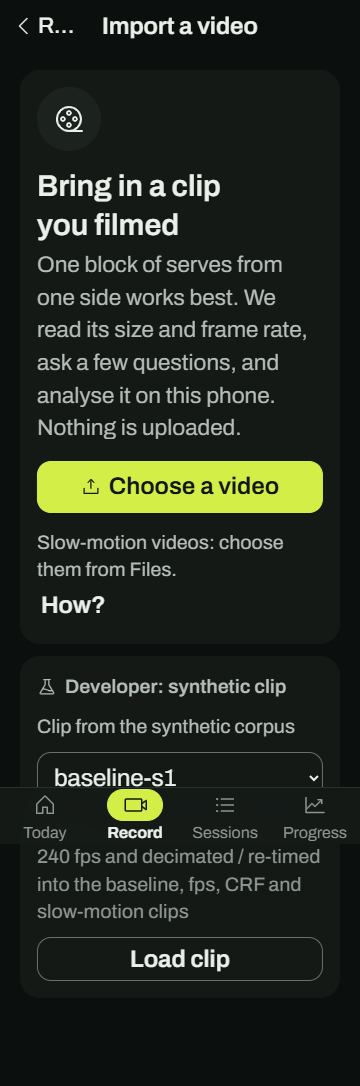 R...
Import a video
Bring in a clip
you filmed
One block of serves from
one side works best. We
read its size and frame rate,
ask a few questions, and
analyse it on this phone.
Nothing is uploaded.
Choose a video
Slow-motion videos: choose
them from Files.
How?
Developer: synthetic clip
Clip from the synthetic corpus
baseline-s1
Today
Record
Sessions
Progress
240 fps and decimated / re-timed
into the baseline, fps, CRF and
slow-motion clips
Load clip